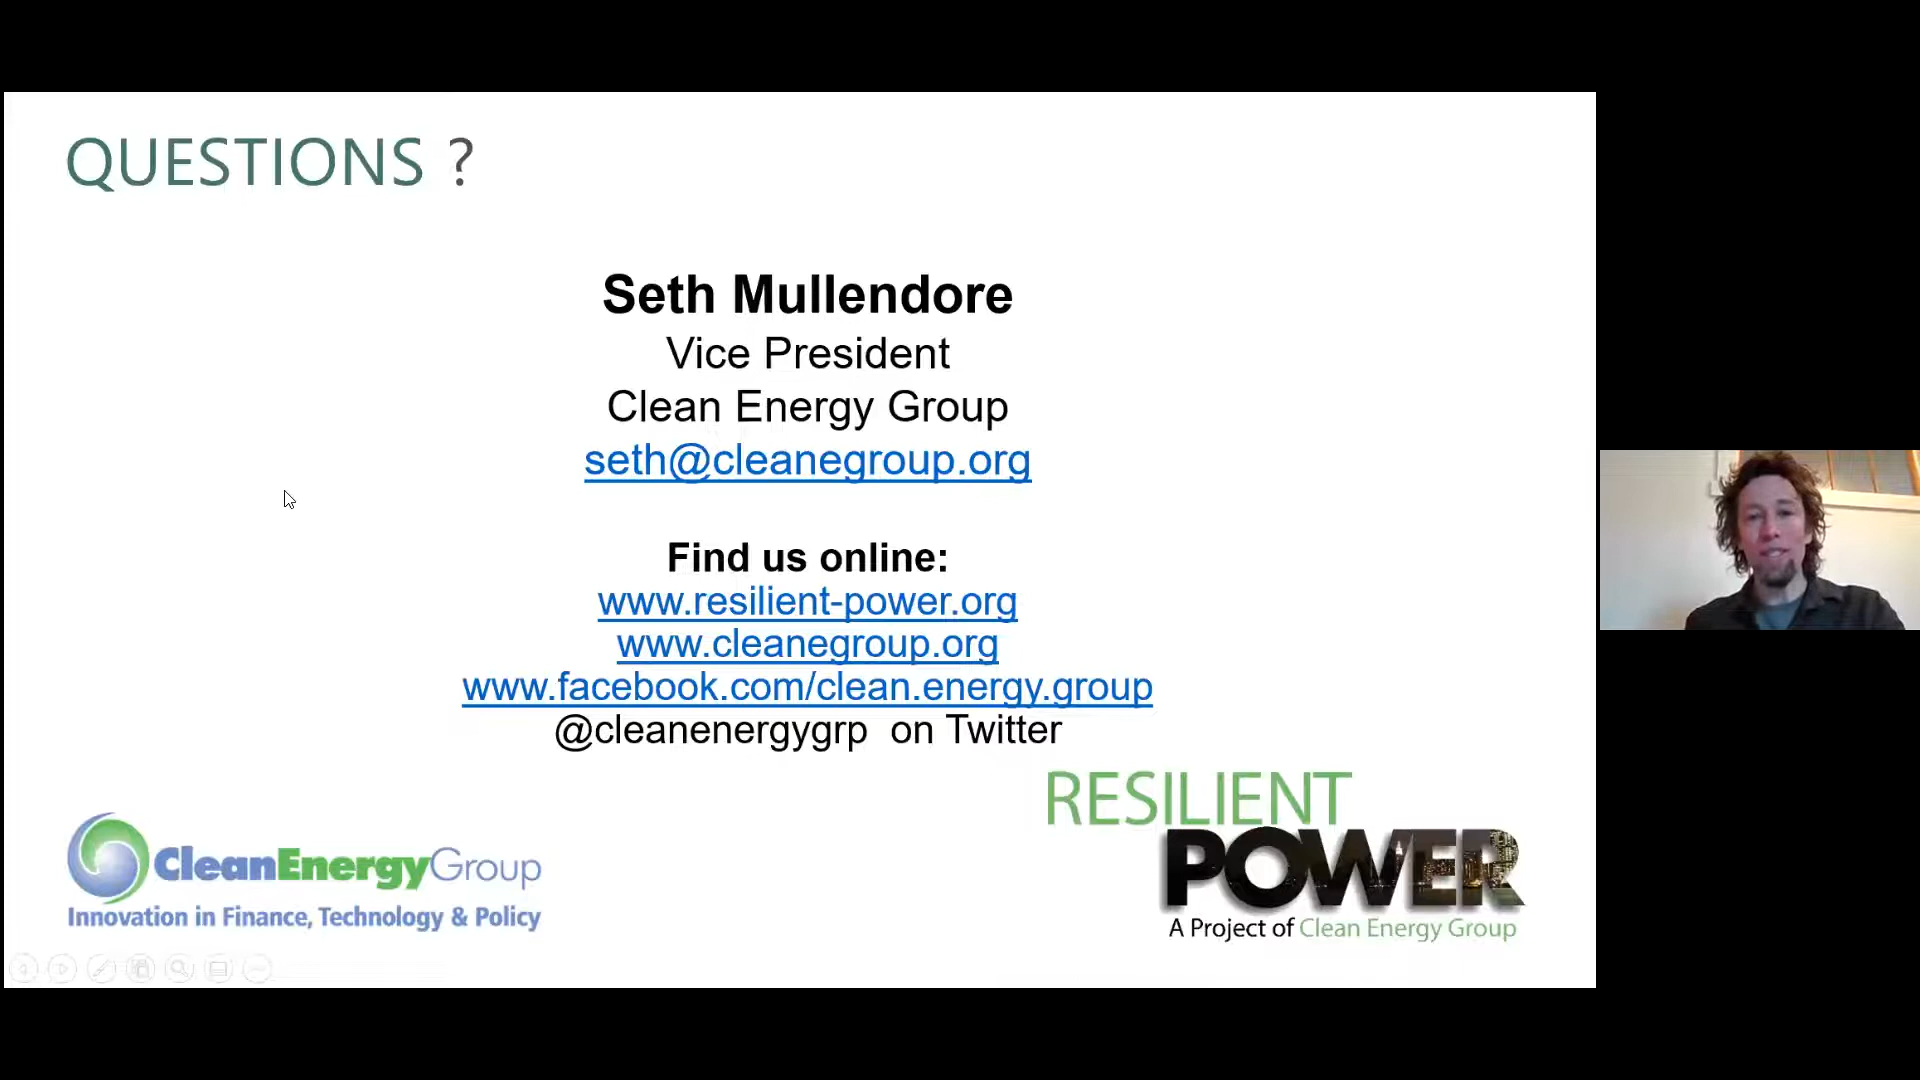 QUESTIONS ?
Seth Mullendore
Vice President
Clean Energy Group
seth@cleanegroup.org
Find us online:
www.resilient-power.org
www.cleanegroup.org
www.facebook.com/clean.energy.group
@cleanenergygrp  on Twitter
CleanEnergyGroup
Innovation in Finance, Technology & Policy
RESILIENT
POWER
A Project of Clean Energy Group